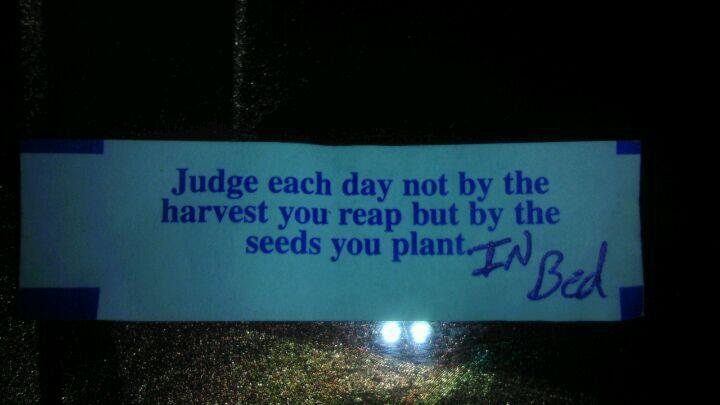 Judge each day not by the
harvest you reap but by the
seeds you plant.
IN
Bed